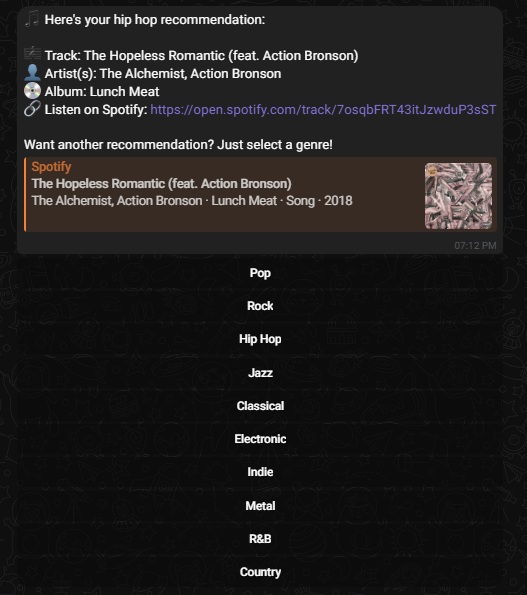 🎵 Here's your hip hop recommendation:
🎼 Track: The Hopeless Romantic (feat. Action Bronson)
👤 Artist(s): The Alchemist, Action Bronson
💿 Album: Lunch Meat
🔗 Listen on Spotify: https://open.spotify.com/track/7osqbFRT43itJzwduP3sST
Want another recommendation? Just select a genre!
Spotify
The Hopeless Romantic (feat. Action Bronson)
The Alchemist, Action Bronson · Lunch Meat · Song · 2018
07:12 PM
Pop
Rock
Hip Hop
Jazz
Classical
Electronic
Indie
Metal
R&B
Country